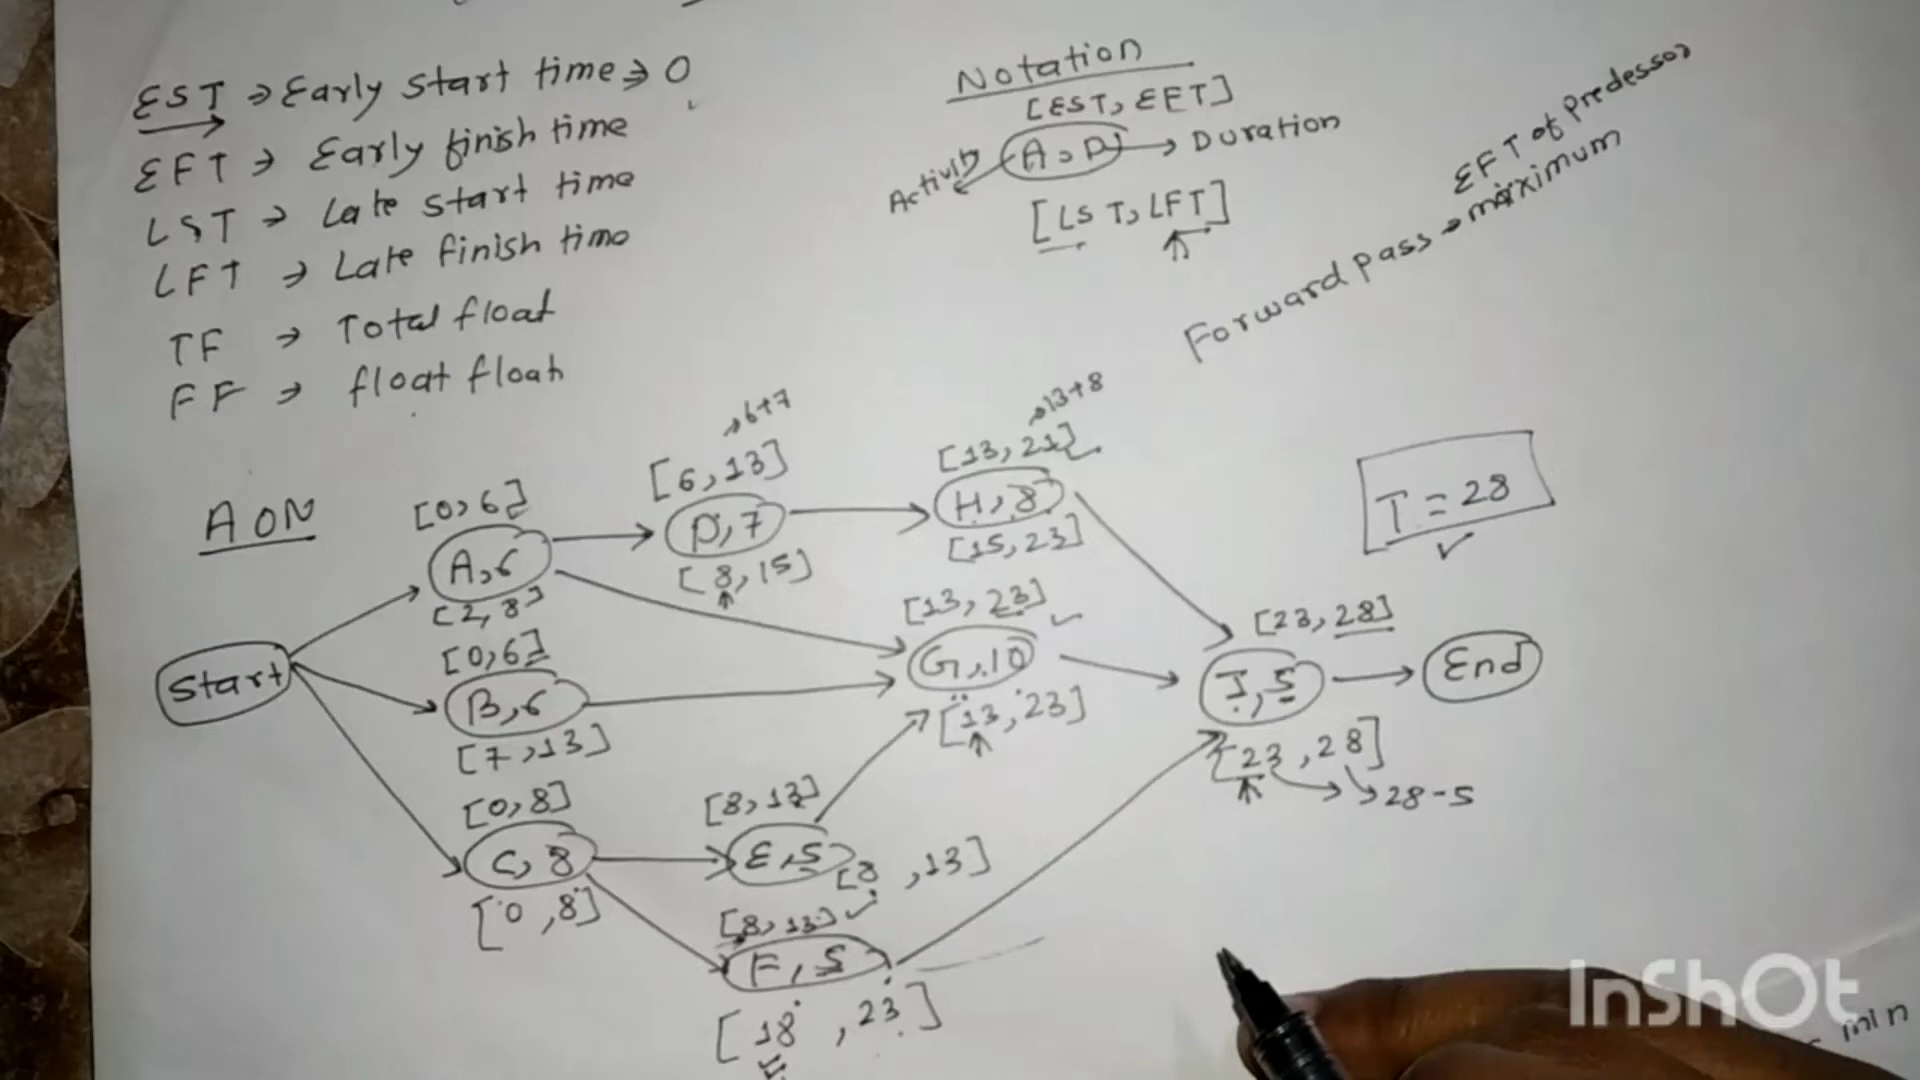 EST → Early Start time ⇒ 0
EFT → Early finish time
LST → Late start time
LFT → Late finish time
TF → Total float
FF → float float
Notation
[EST, EFT]
Activity ← A, D → Duration
[LST, LFT]
EFT of Predessor
Forward pass → maximum
AON
→ 6+7
→ 13+8
[0, 6]
[6, 13]
[13, 21]
A, 6
D, 7
H, 8
[2, 8]
[8, 15]
[15, 23]
T = 28
[0, 6]
[13, 23]
[23, 28]
Start
B, 6
G, 10
I, 5
End
[7, 13]
[13, 23]
[23, 28]
→ 28-5
[0, 8]
[8, 13]
C, 8
E, 5
[8, 13]
[0, 8]
[8, 13]
F, 5
[18, 23]
InShOt
min